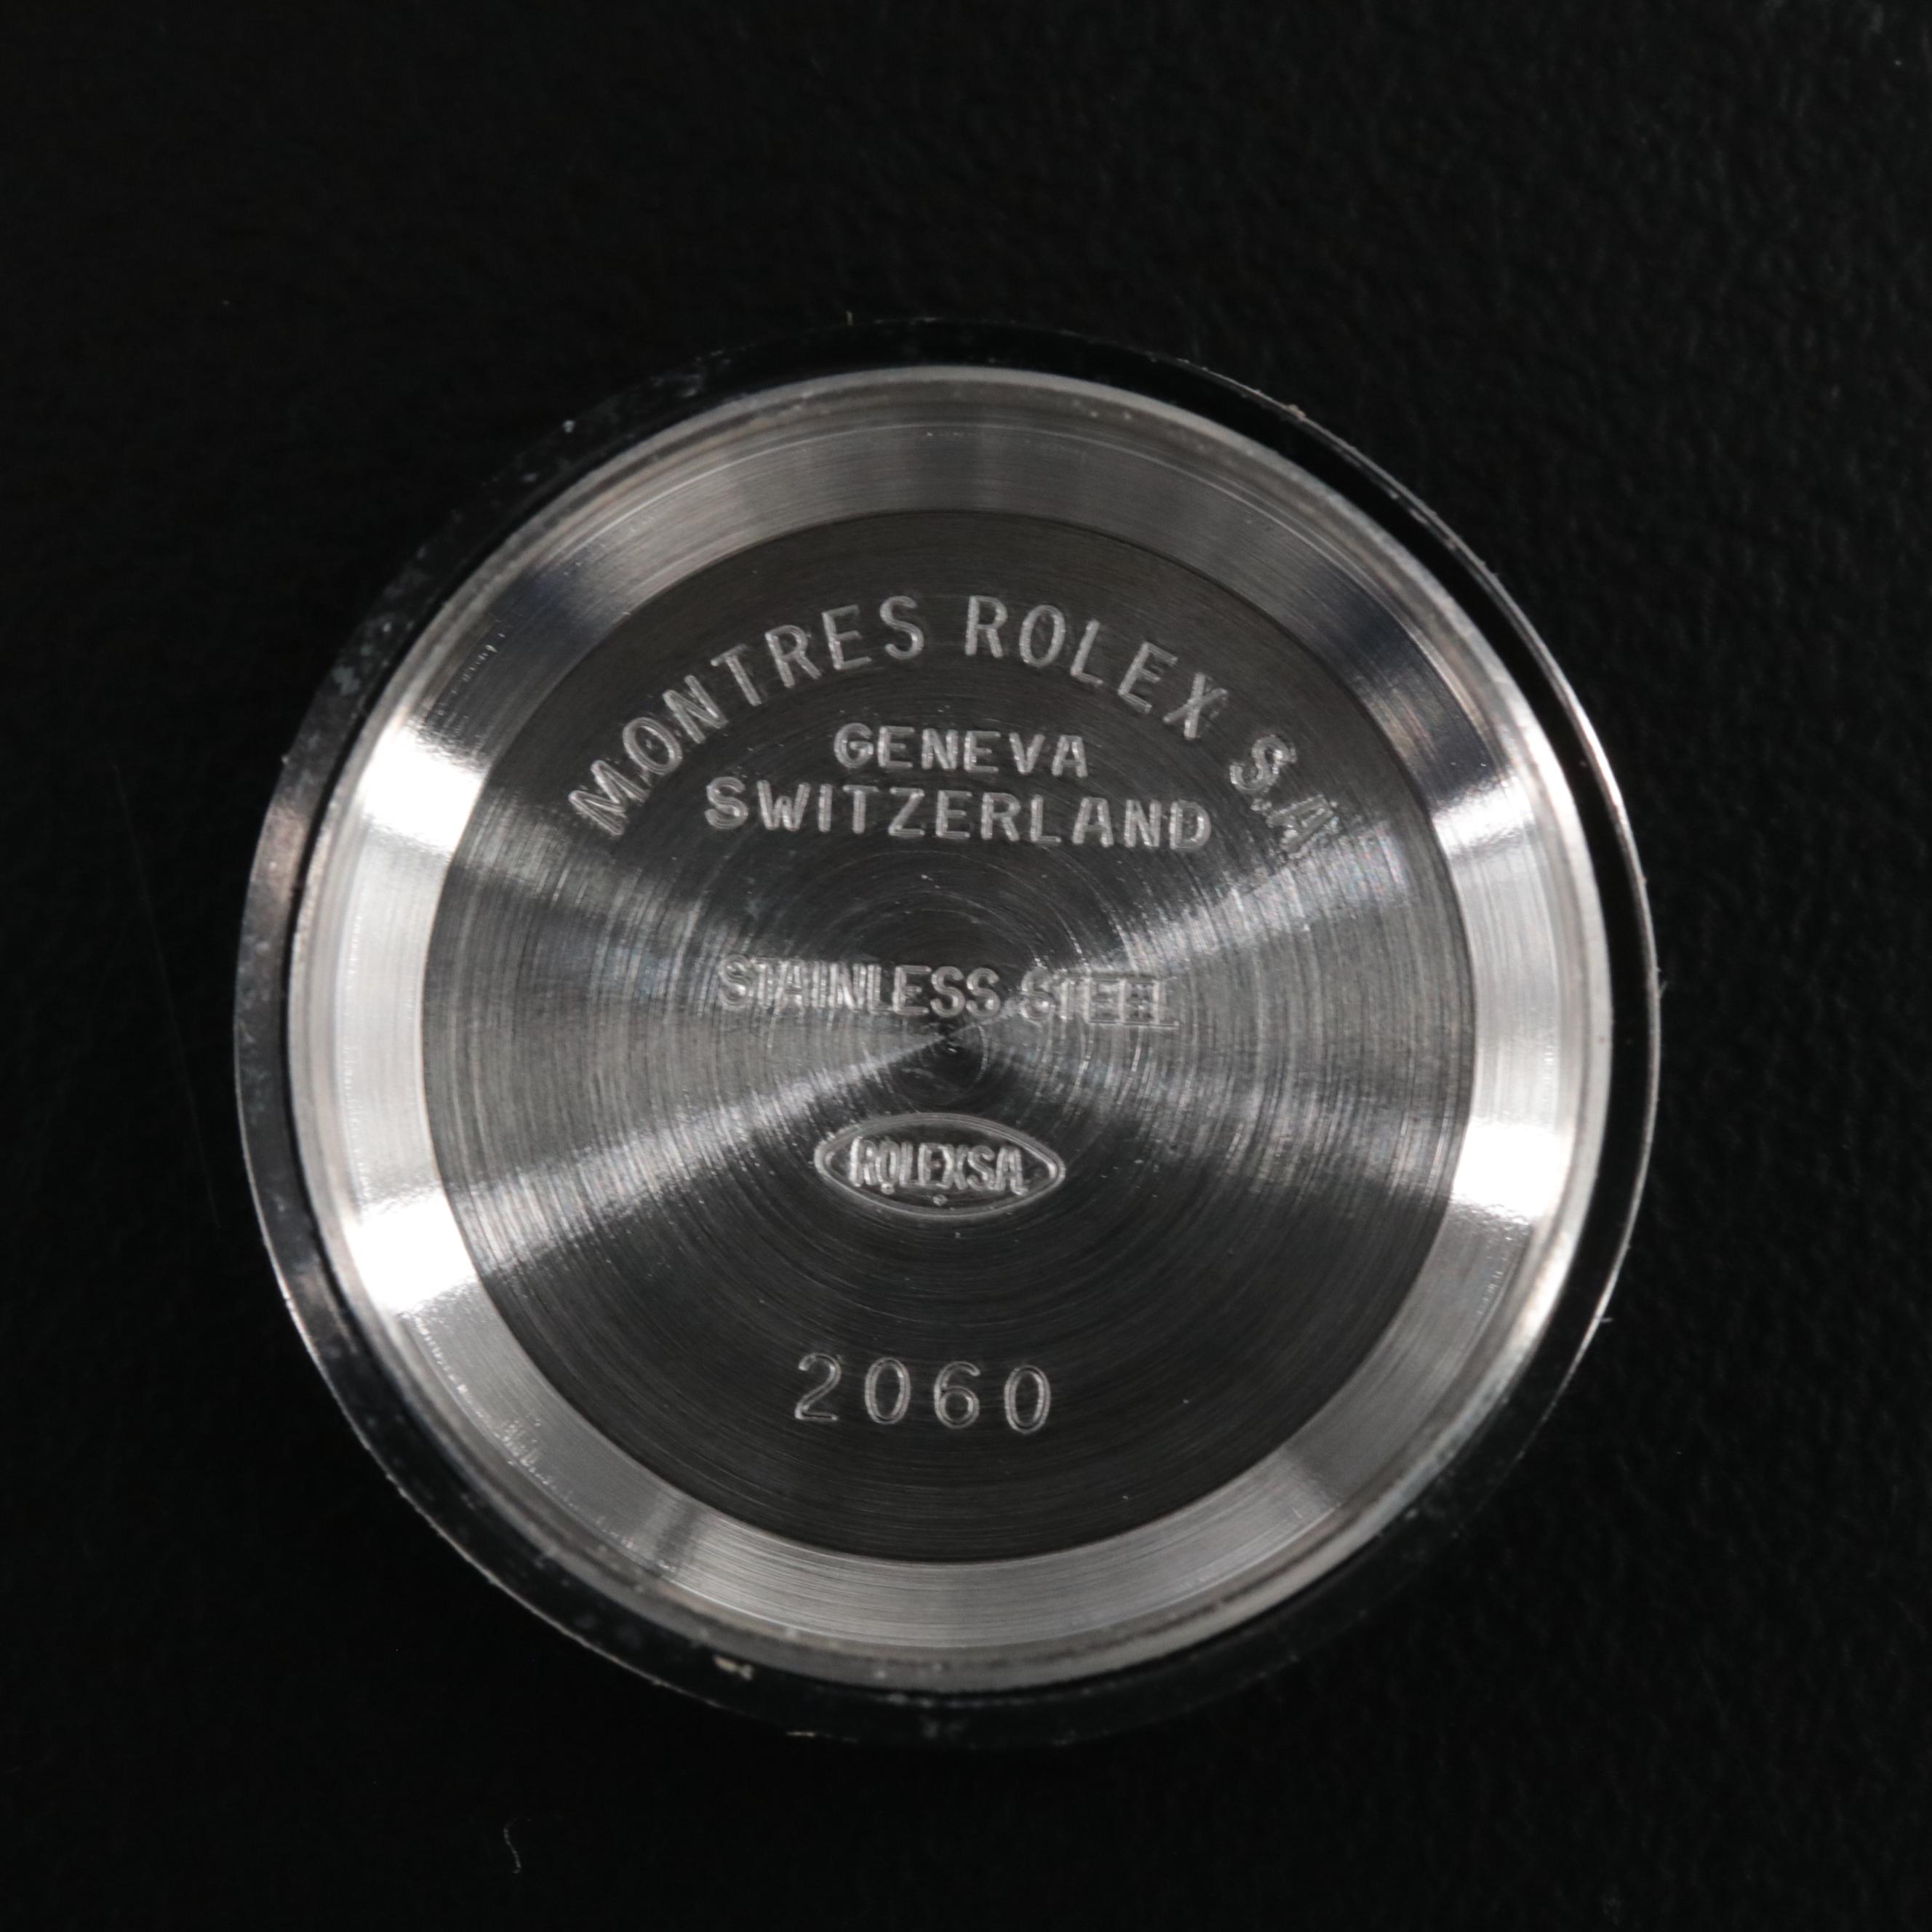 MONTRES ROLEX S.A
GENEVA
SWITZERLAND
STAINLESS STEEL
ROLEXSA
2060